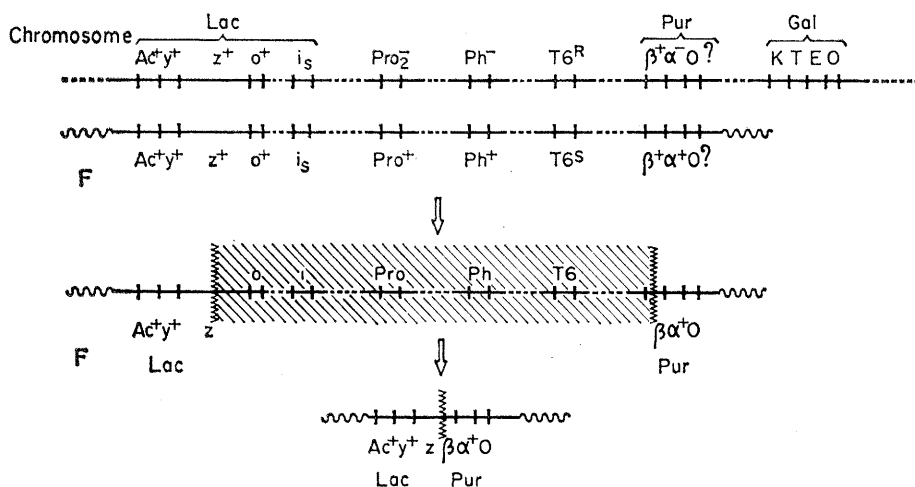 Lac Pur Gal
Chromosome Ac⁺y⁺ z⁺ o⁺ iₛ Pro₂⁻ Ph⁻ T6ᴿ β⁺α⁻O? K T E O
Ac⁺y⁺ z⁺ o⁺ iₛ Pro⁺ Ph⁺ T6ˢ β⁺α⁺O?
F
o i Pro Ph T6
Ac⁺y⁺ z βα⁺O
F Lac Pur
Ac⁺y⁺ z βα⁺O
Lac Pur